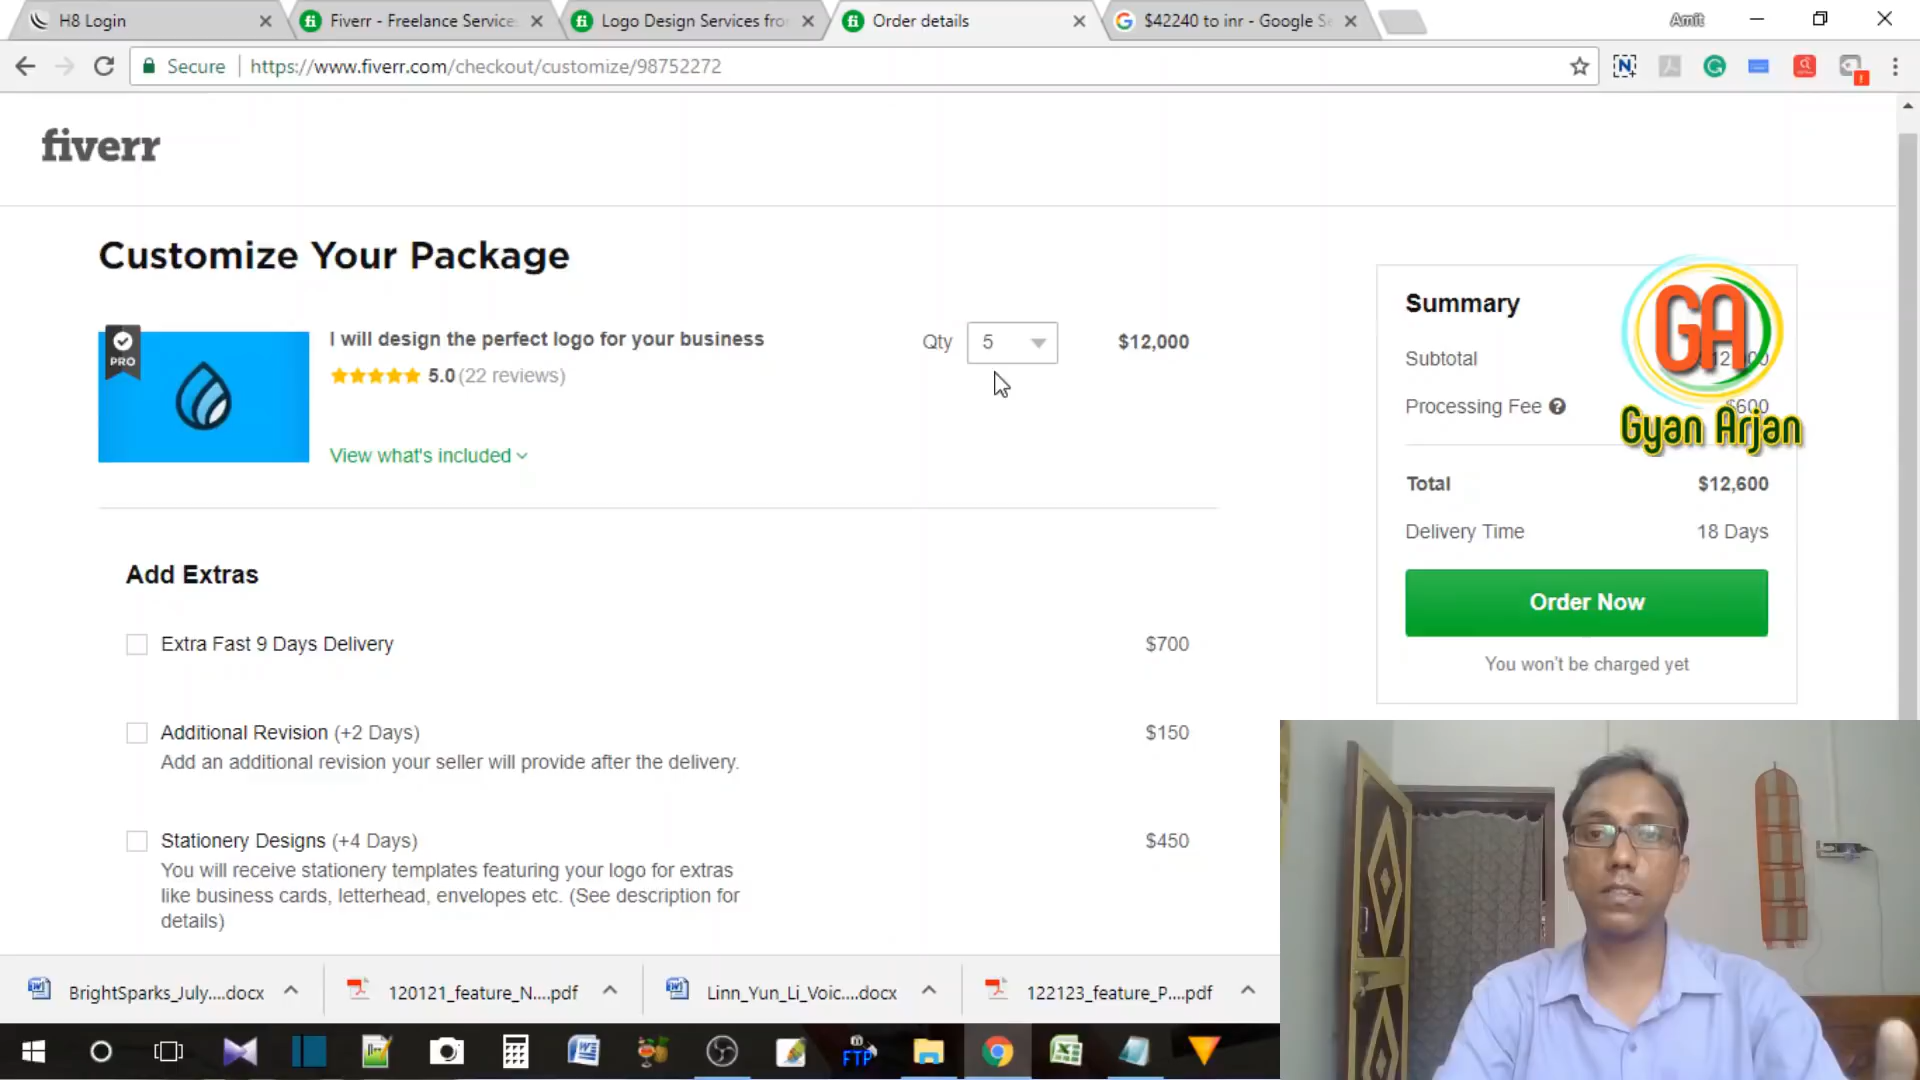 H8 Login
Fiverr - Freelance Service
Logo Design Services fro
Order details
$42240 to inr - Google Se
Amit
Secure
https://www.fiverr.com/checkout/customize/98752272
fiverr
Customize Your Package
PRO
I will design the perfect logo for your business
5.0 (22 reviews)
View what's included
Qty 5
$12,000
Summary
GA
Gyan Arjan
Subtotal
Processing Fee
$600
Total $12,600
Delivery Time 18 Days
Order Now
You won't be charged yet
Add Extras
Extra Fast 9 Days Delivery $700
Additional Revision (+2 Days) $150
Add an additional revision your seller will provide after the delivery.
Stationery Designs (+4 Days) $450
You will receive stationery templates featuring your logo for extras
like business cards, letterhead, envelopes etc. (See description for
details)
BrightSparks_July....docx
120121_feature_N....pdf
Linn_Yun_Li_Voic....docx
122123_feature_P....pdf
FTP